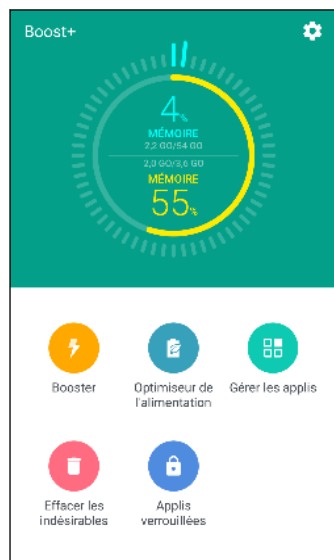 Boost+
4%
MÉMOIRE
2,2 GO/54 GO
2,0 GO/3,6 GO
MÉMOIRE
55%
Booster
Optimiseur de
l'alimentation
Gérer les applis
Effacer les
indésirables
Applis
verrouillées